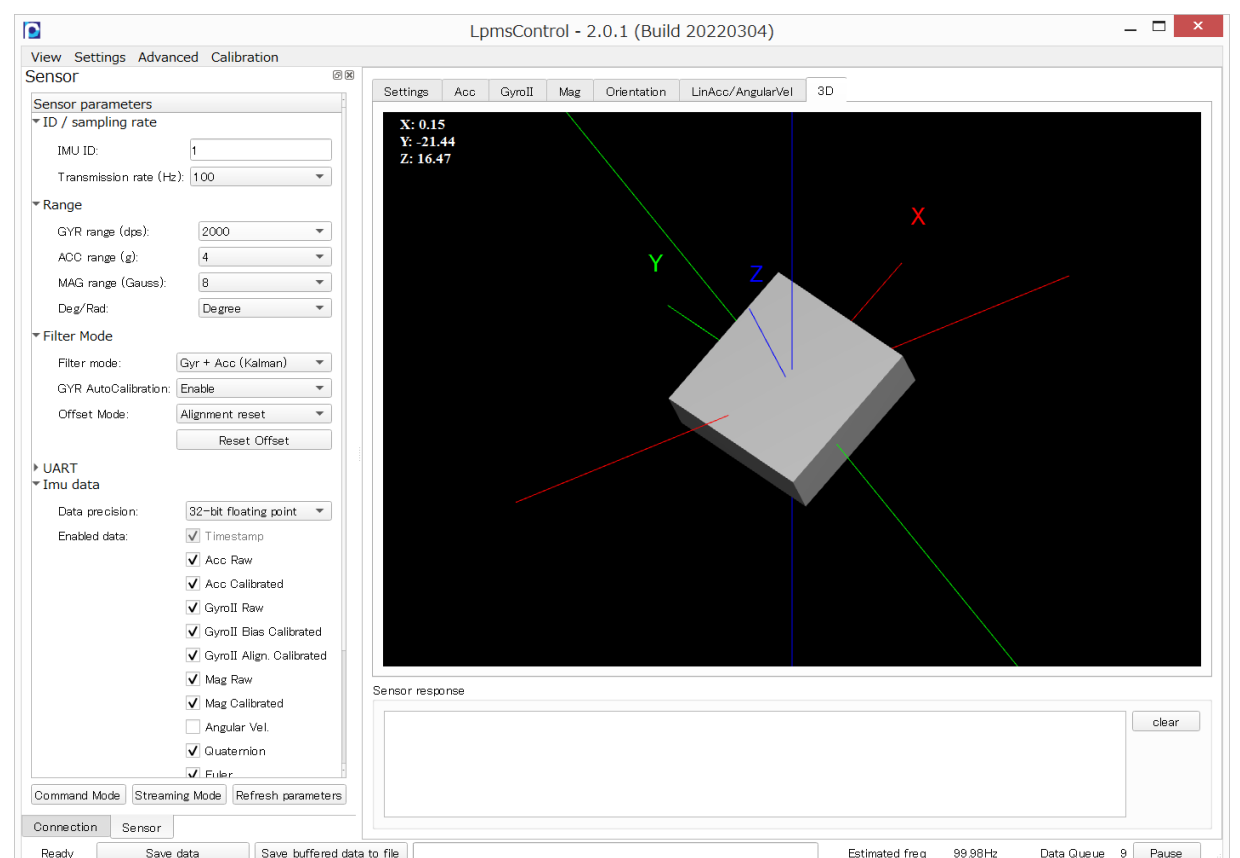 LpmsControl - 2.0.1 (Build 20220304)
View Settings Advanced Calibration
Sensor
Sensor parameters
ID / sampling rate
IMU ID: 1
Transmission rate (Hz): 100
Range
GYR range (dps): 2000
ACC range (g): 4
MAG range (Gauss): 8
Deg/Rad: Degree
Filter Mode
Filter mode: Gyr + Acc (Kalman)
GYR AutoCalibration: Enable
Offset Mode: Alignment reset
Reset Offset
UART
Imu data
Data precision: 32-bit floating point
Enabled data: Timestamp
Acc Raw
Acc Calibrated
GyroII Raw
GyroII Bias Calibrated
GyroII Align. Calibrated
Mag Raw
Mag Calibrated
Angular Vel.
Quaternion
Euler
Command Mode Streaming Mode Refresh parameters
Connection Sensor
Settings Acc GyroII Mag Orientation LinAcc/AngularVel 3D
X: 0.15
Y: -21.44
Z: 16.47
X
Y
Z
Sensor response
clear
Ready Save data Save buffered data to file Estimated freq 99.98Hz Data Queue 9 Pause